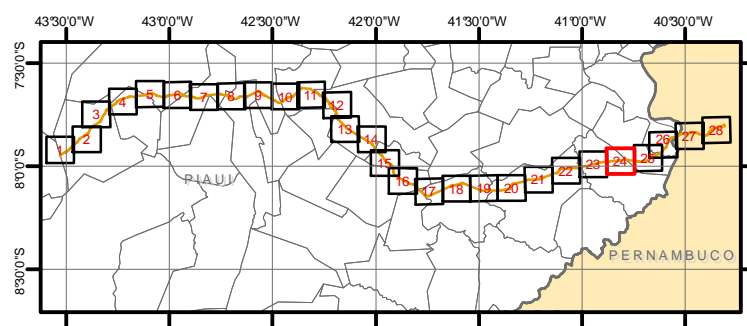 43°30'0"W 43°0'0"W 42°30'0"W 42°0'0"W 41°30'0"W 41°0'0"W 40°30'0"W
7°30'0"S
8°0'0"S
8°30'0"S
1 2 3 4 5 6 7 8 9 10 11 12 13 14 15 16 17 18 19 20 21 22 23 24 25 26 27 28
PIAUI
PERNAMBUCO